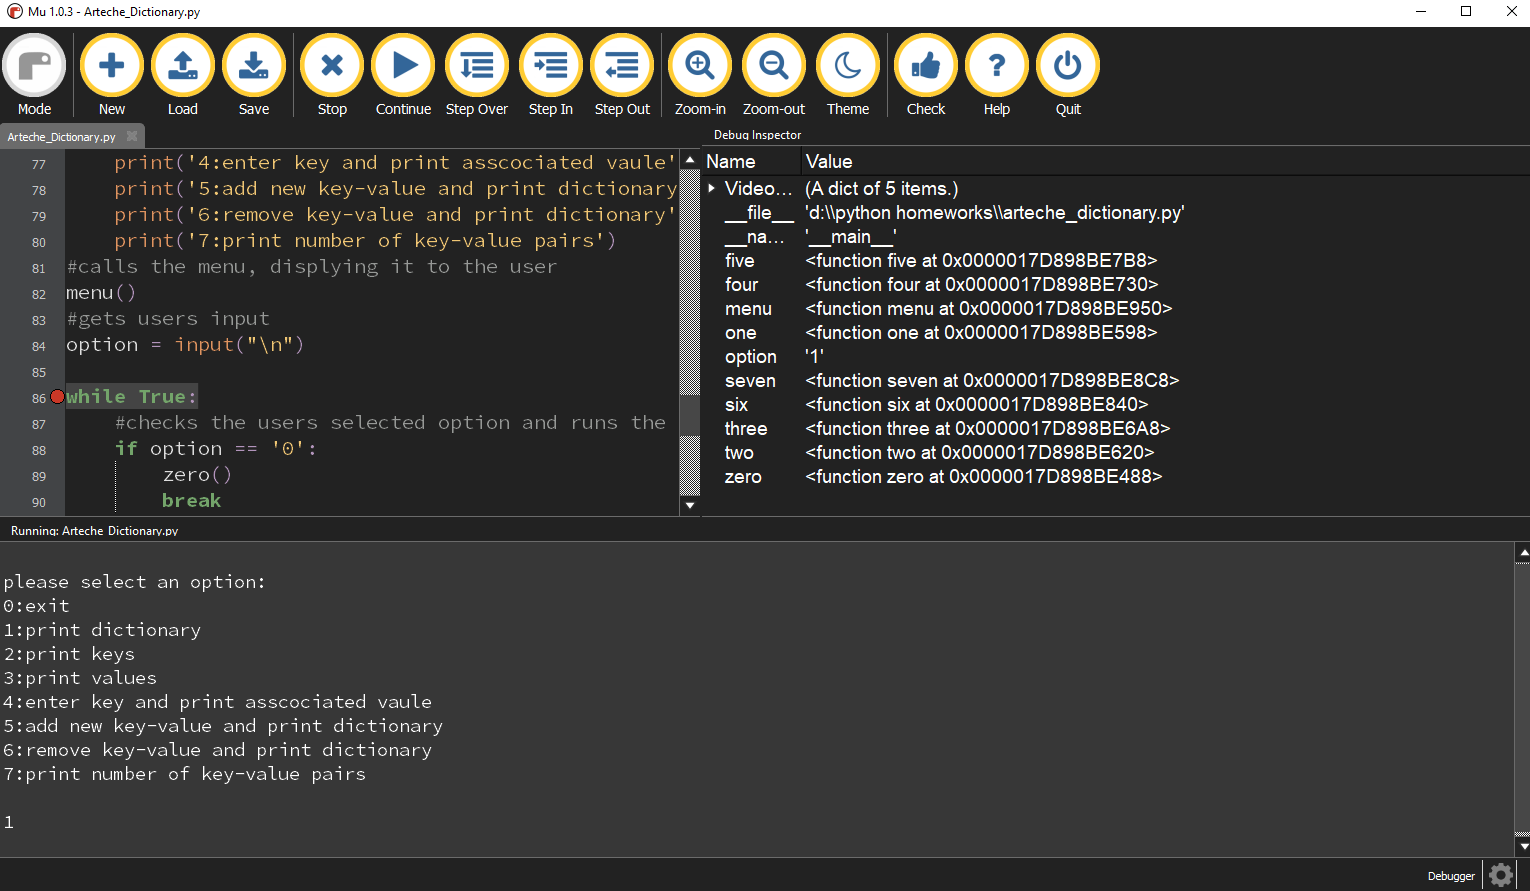 Mu 1.0.3 - Arteche_Dictionary.py
Mode New Load Save Stop Continue Step Over Step In Step Out Zoom-in Zoom-out Theme Check Help Quit
Arteche_Dictionary.py
77 print('4:enter key and print asscociated vaule'
78 print('5:add new key-value and print dictionary
79 print('6:remove key-value and print dictionary'
80 print('7:print number of key-value pairs')
81 #calls the menu, displying it to the user
82 menu()
83 #gets users input
84 option = input("\n")
85
86 while True:
87 #checks the users selected option and runs the
88 if option == '0':
89 zero()
90 break
Debug Inspector
Name Value
Video... (A dict of 5 items.)
__file__ 'd:\\python homeworks\\arteche_dictionary.py'
__na... '__main__'
five <function five at 0x0000017D898BE7B8>
four <function four at 0x0000017D898BE730>
menu <function menu at 0x0000017D898BE950>
one <function one at 0x0000017D898BE598>
option '1'
seven <function seven at 0x0000017D898BE8C8>
six <function six at 0x0000017D898BE840>
three <function three at 0x0000017D898BE6A8>
two <function two at 0x0000017D898BE620>
zero <function zero at 0x0000017D898BE488>
Running: Arteche_Dictionary.py
please select an option:
0:exit
1:print dictionary
2:print keys
3:print values
4:enter key and print asscociated vaule
5:add new key-value and print dictionary
6:remove key-value and print dictionary
7:print number of key-value pairs
1
Debugger